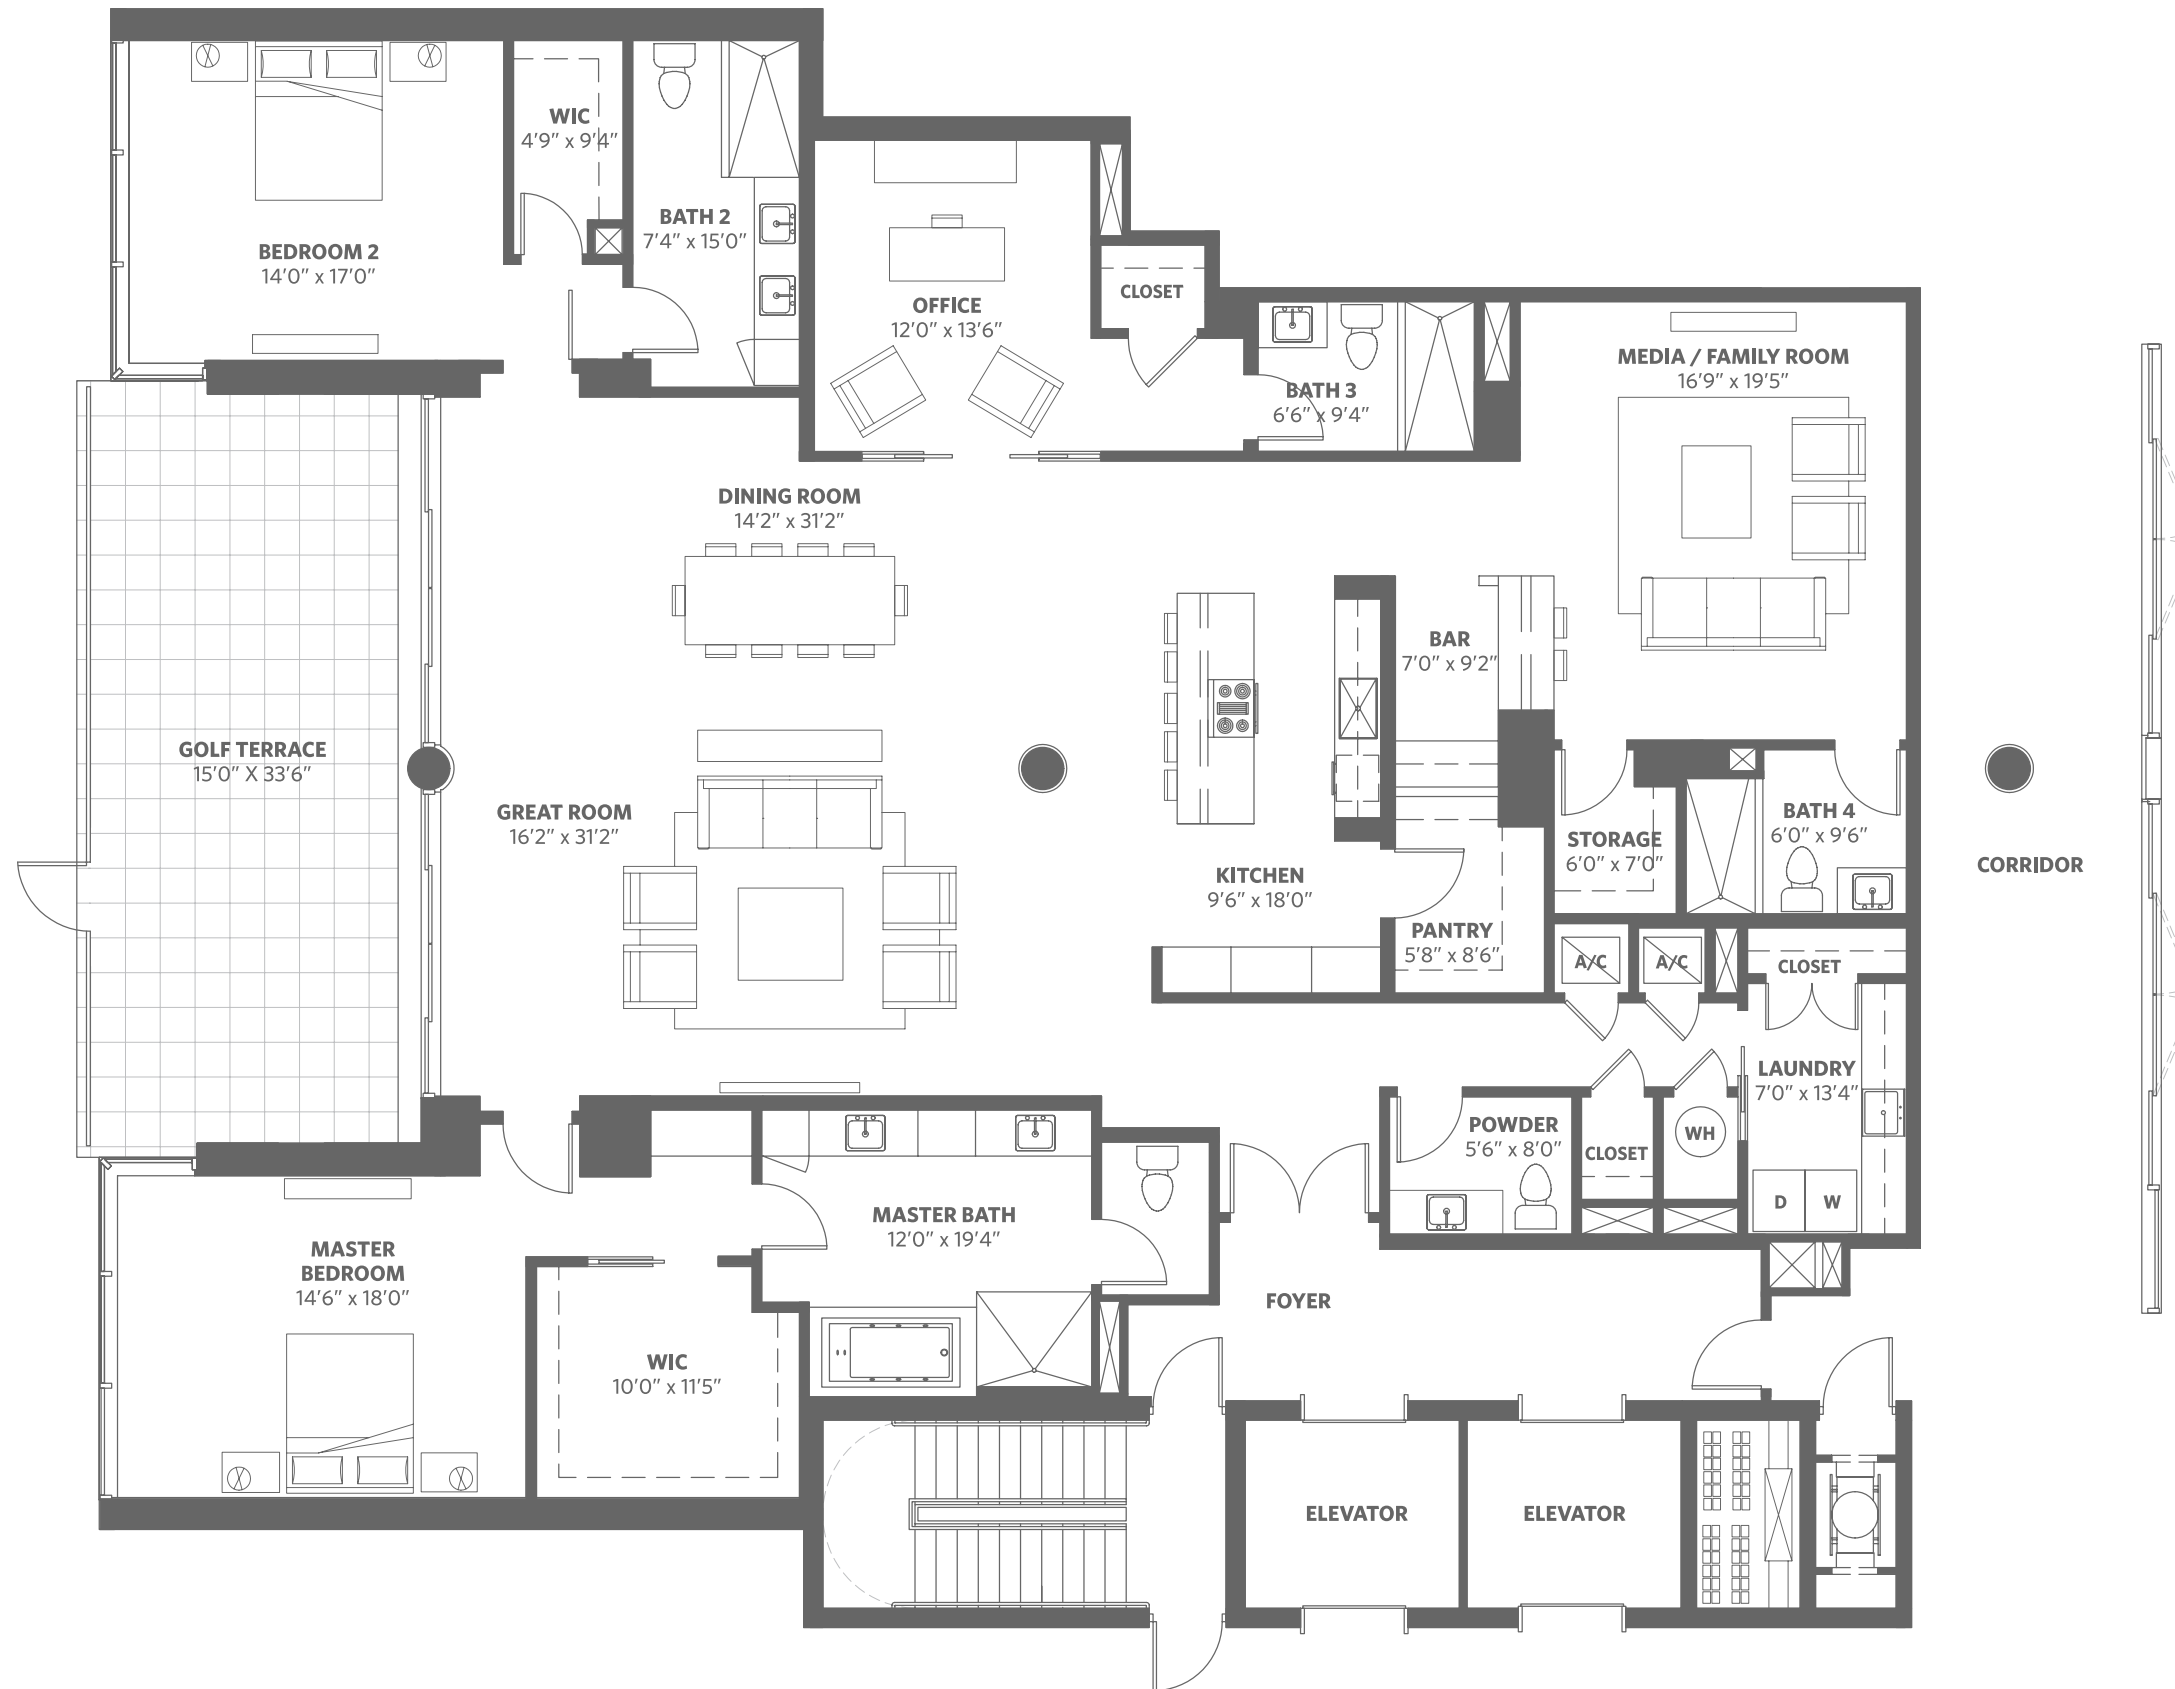 WIC
4'9" x 9'4"
BATH 2
7'4" x 15'0"
BEDROOM 2
14'0" x 17'0"
OFFICE
12'0" x 13'6"
CLOSET
BATH 3
6'6" x 9'4"
MEDIA / FAMILY ROOM
16'9" x 19'5"
DINING ROOM
14'2" x 31'2"
BAR
7'0" x 9'2"
GOLF TERRACE
15'0" X 33'6"
GREAT ROOM
16'2" x 31'2"
KITCHEN
9'6" x 18'0"
PANTRY
5'8" x 8'6"
STORAGE
6'0" x 7'0"
BATH 4
6'0" x 9'6"
CORRIDOR
A/C
A/C
CLOSET
LAUNDRY
7'0" x 13'4"
POWDER
5'6" x 8'0"
CLOSET
WH
D
W
MASTER BATH
12'0" x 19'4"
MASTER
BEDROOM
14'6" x 18'0"
FOYER
WIC
10'0" x 11'5"
ELEVATOR
ELEVATOR